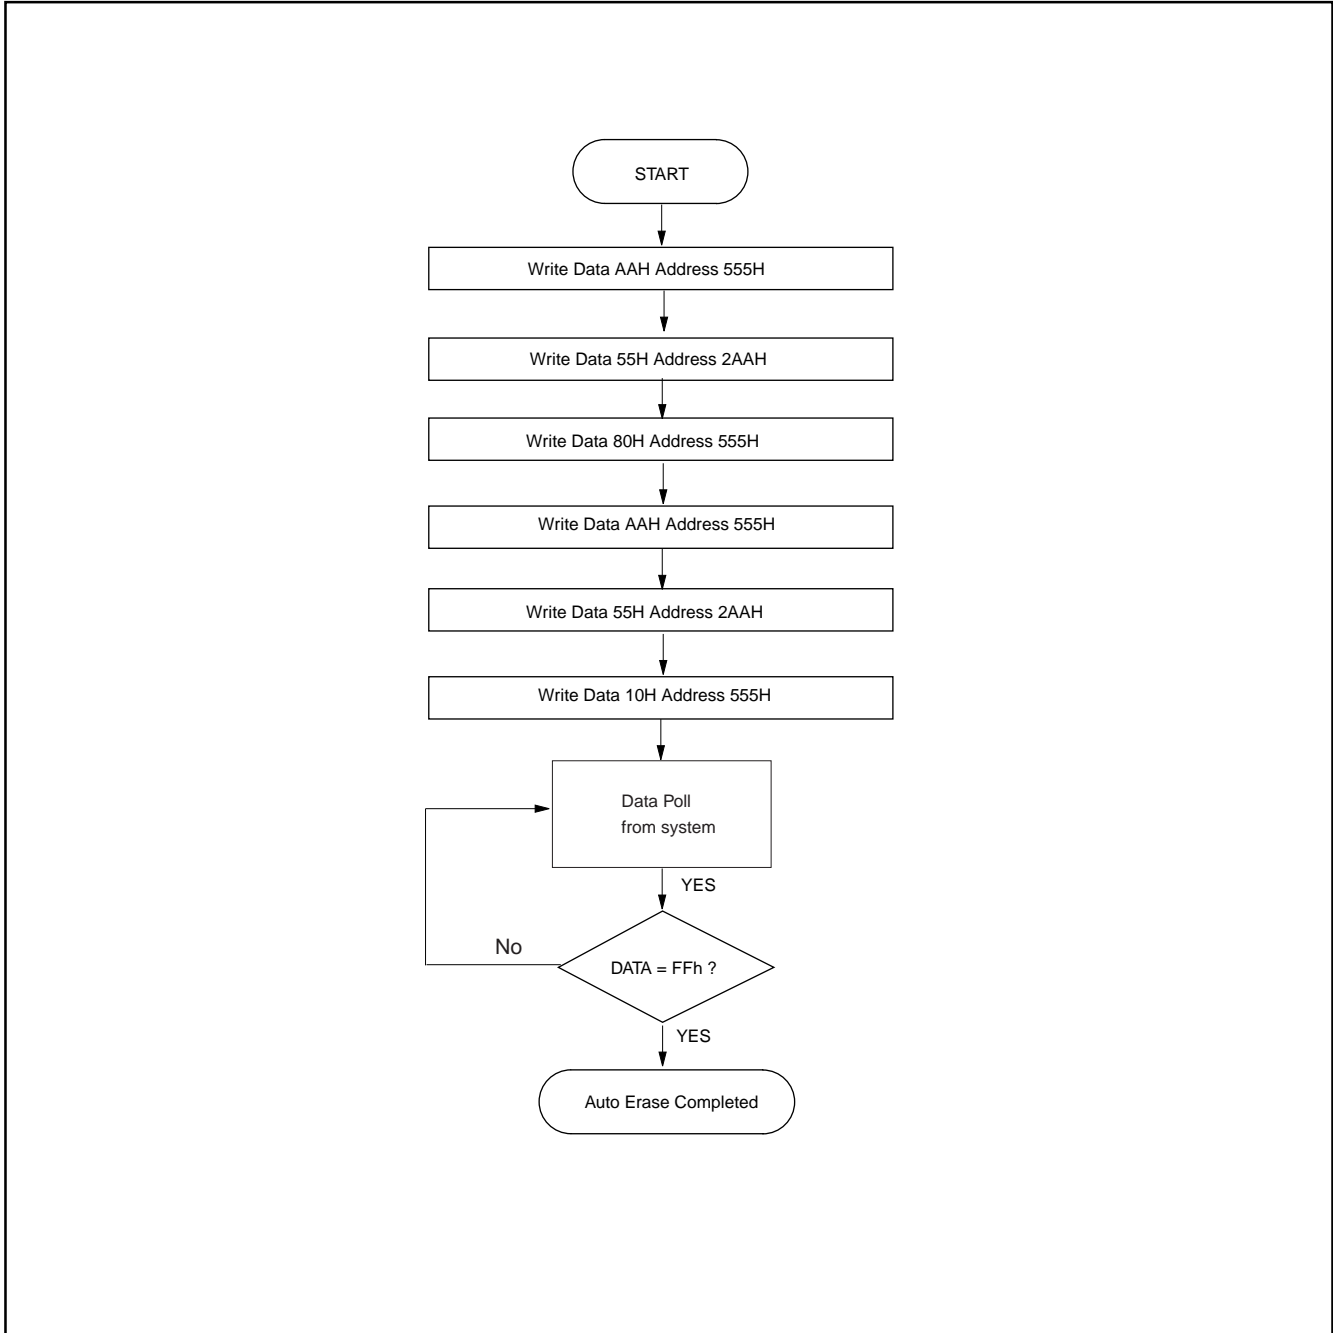 START
Write Data AAH Address 555H
Write Data 55H Address 2AAH
Write Data 80H Address 555H
Write Data AAH Address 555H
Write Data 55H Address 2AAH
Write Data 10H Address 555H
Data Poll
from system
YES
No
DATA = FFh ?
YES
Auto Erase Completed